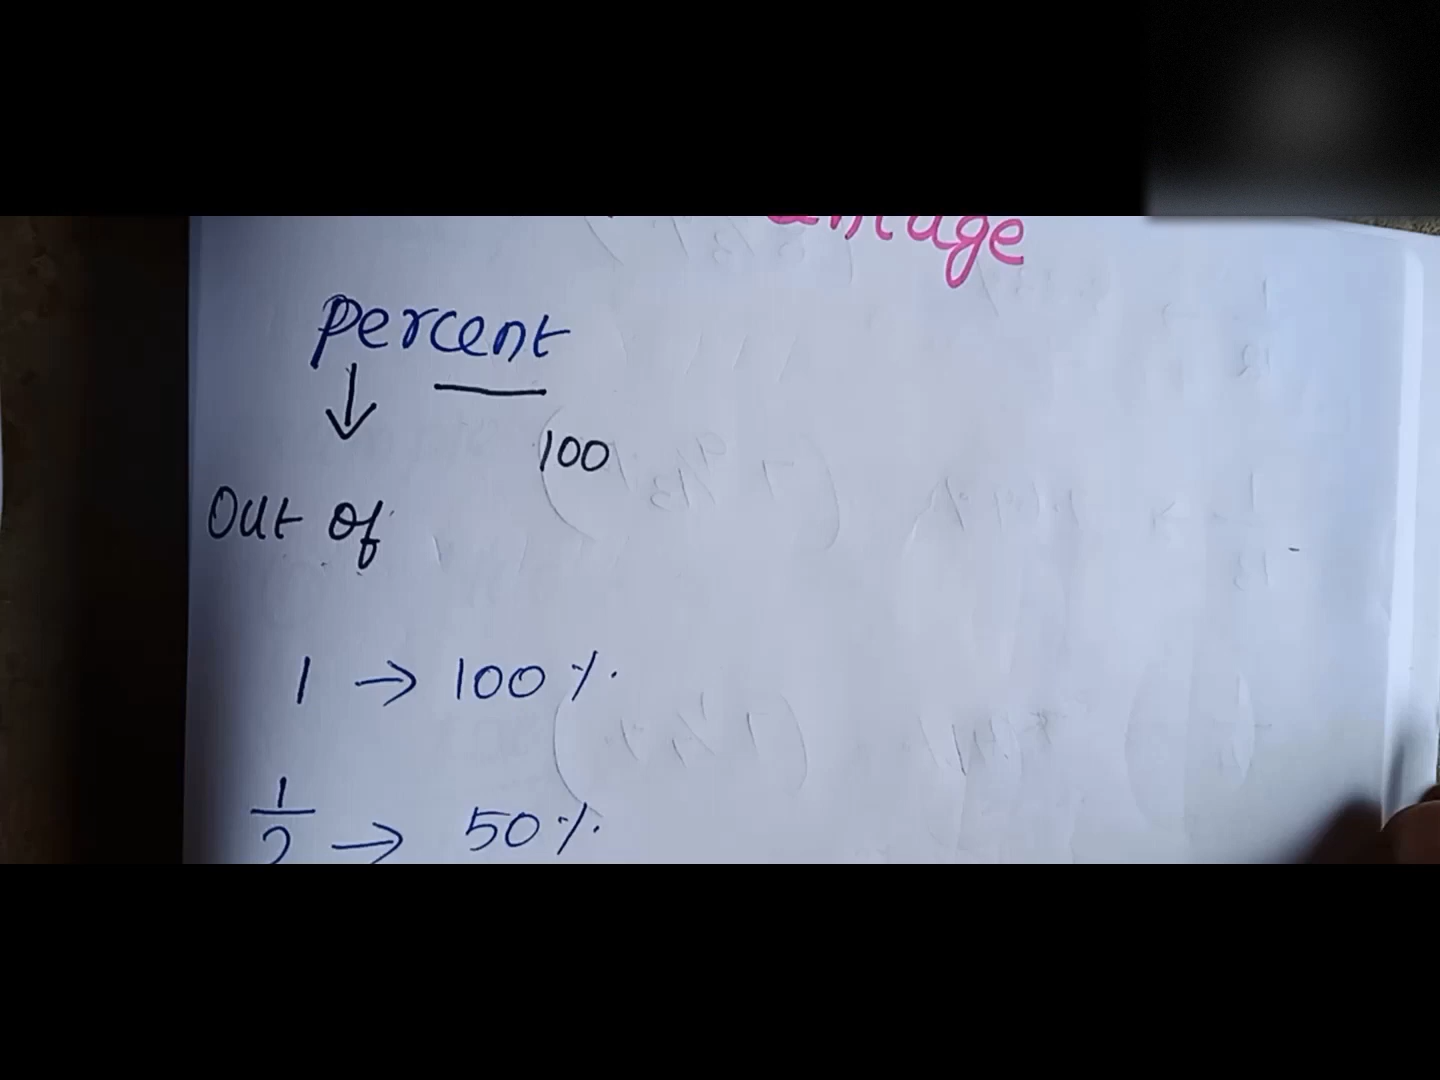 percent
↓
100
Out of
1 → 100 %
1/2 → 50 %